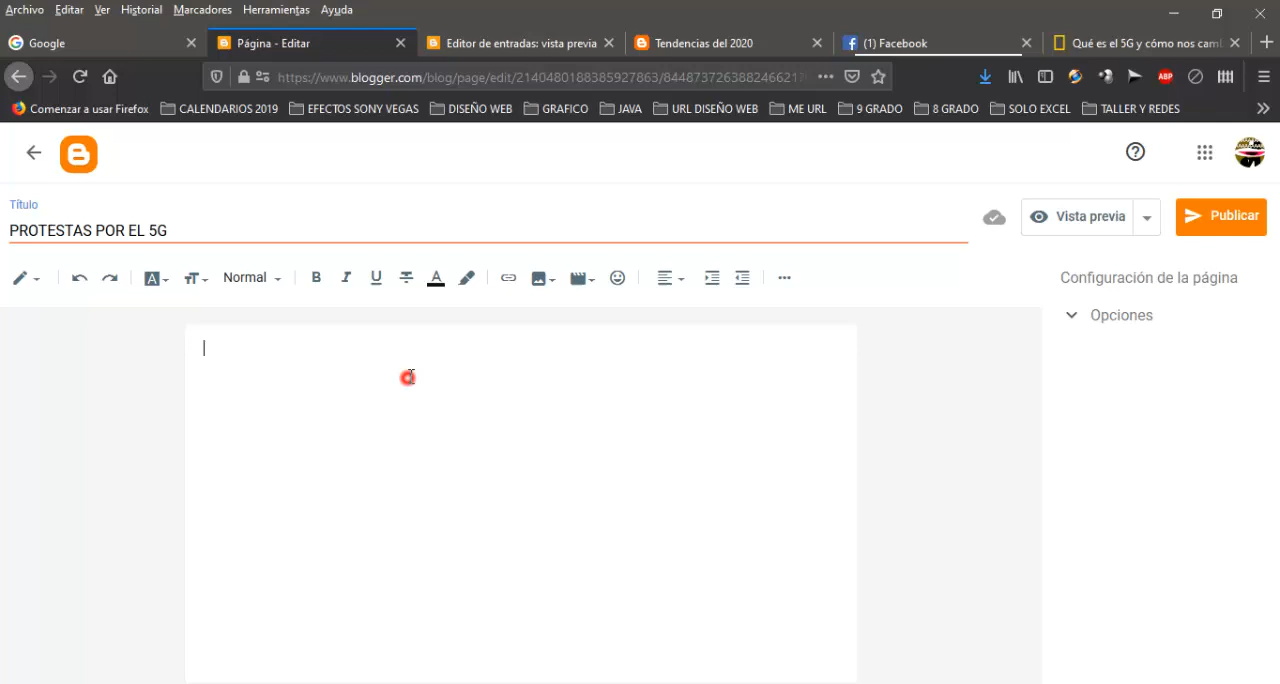 Archivo Editar Ver Historial Marcadores Herramientas Ayuda
Google Página - Editar Editor de entradas: vista previa Tendencias del 2020 (1) Facebook Qué es el 5G y cómo nos caml
https://www.blogger.com/blog/page/edit/2140480188385927863/844873726388246621
Comenzar a usar Firefox CALENDARIOS 2019 EFECTOS SONY VEGAS DISEÑO WEB GRAFICO JAVA URL DISEÑO WEB ME URL 9 GRADO 8 GRADO SOLO EXCEL TALLER Y REDES
Título
PROTESTAS POR EL 5G
Vista previa Publicar
Normal B I U A
Configuración de la página
Opciones